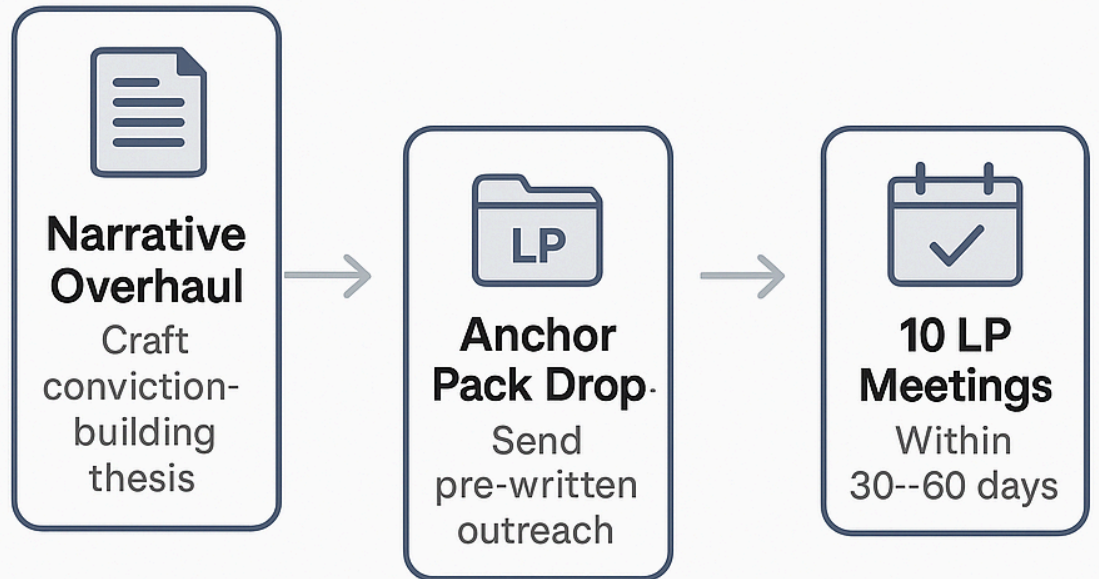 Narrative
Overhaul
Craft
conviction-
building
thesis
LP
Anchor
Pack Drop.
Send
pre-written
outreach
10 LP
Meetings
Within
30--60 days